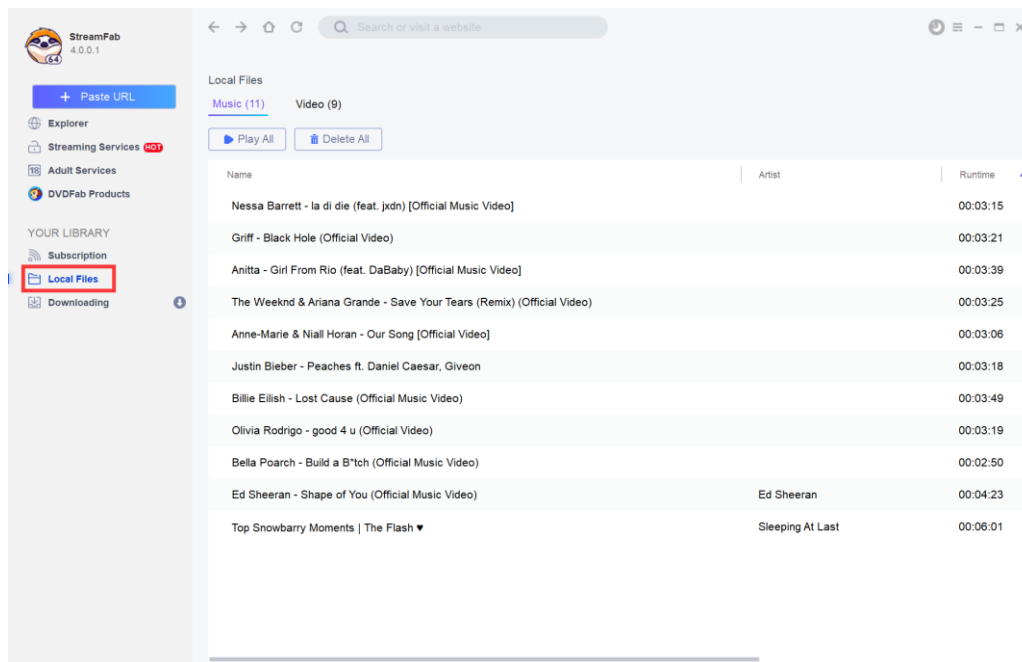 StreamFab
4.0.0.1
64
Search or visit a website
+ Paste URL
Explorer
Streaming Services HOT
18 Adult Services
DVDFab Products
YOUR LIBRARY
Subscription
Local Files
Downloading
Local Files
Music (11) Video (9)
Play All Delete All
Name Artist Runtime
Nessa Barrett - la di die (feat. jxdn) [Official Music Video] 00:03:15
Griff - Black Hole (Official Video) 00:03:21
Anitta - Girl From Rio (feat. DaBaby) [Official Music Video] 00:03:39
The Weeknd & Ariana Grande - Save Your Tears (Remix) (Official Video) 00:03:25
Anne-Marie & Niall Horan - Our Song [Official Video] 00:03:06
Justin Bieber - Peaches ft. Daniel Caesar, Giveon 00:03:18
Billie Eilish - Lost Cause (Official Music Video) 00:03:49
Olivia Rodrigo - good 4 u (Official Video) 00:03:19
Bella Poarch - Build a B*tch (Official Music Video) 00:02:50
Ed Sheeran - Shape of You (Official Music Video) Ed Sheeran 00:04:23
Top Snowbarry Moments | The Flash ♥ Sleeping At Last 00:06:01